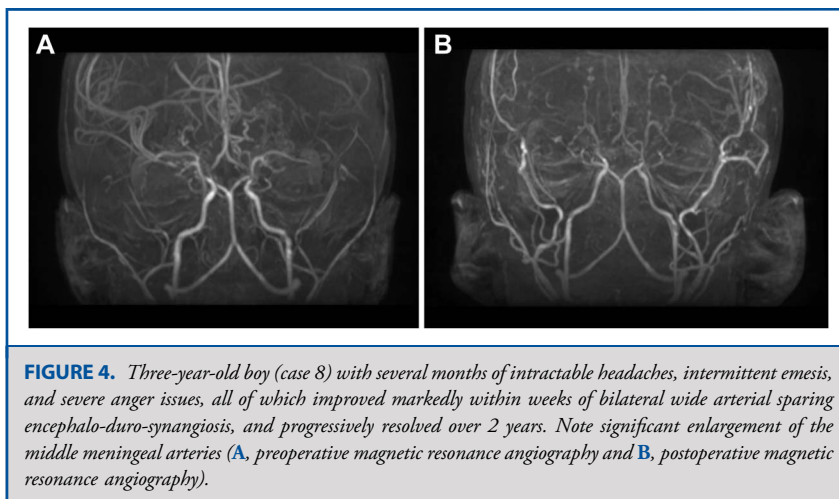 A
B
FIGURE 4. Three-year-old boy (case 8) with several months of intractable headaches, intermittent emesis,
and severe anger issues, all of which improved markedly within weeks of bilateral wide arterial sparing
encephalo-duro-synangiosis, and progressively resolved over 2 years. Note significant enlargement of the
middle meningeal arteries (A, preoperative magnetic resonance angiography and B, postoperative magnetic
resonance angiography).